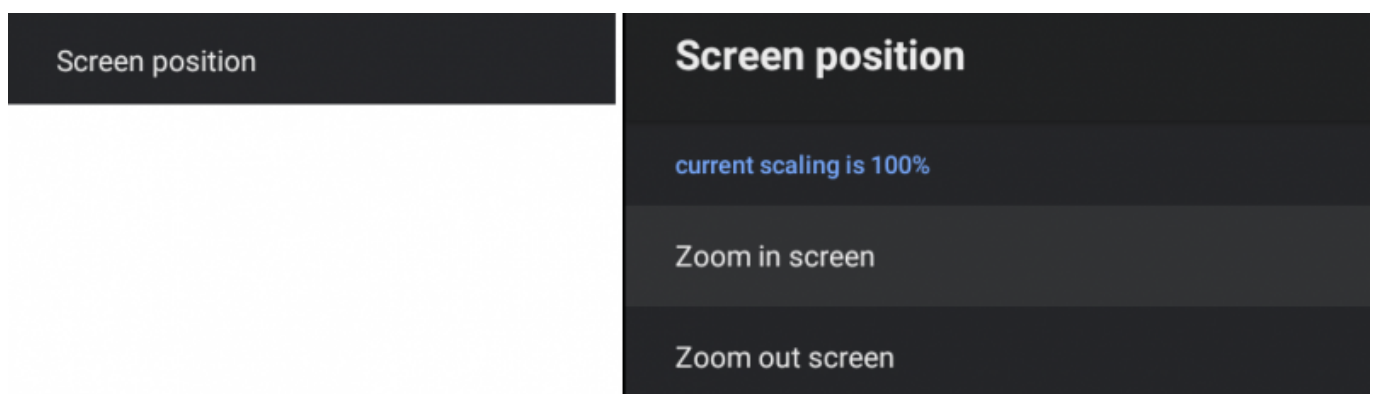 Screen position
Screen position
current scaling is 100%
Zoom in screen
Zoom out screen